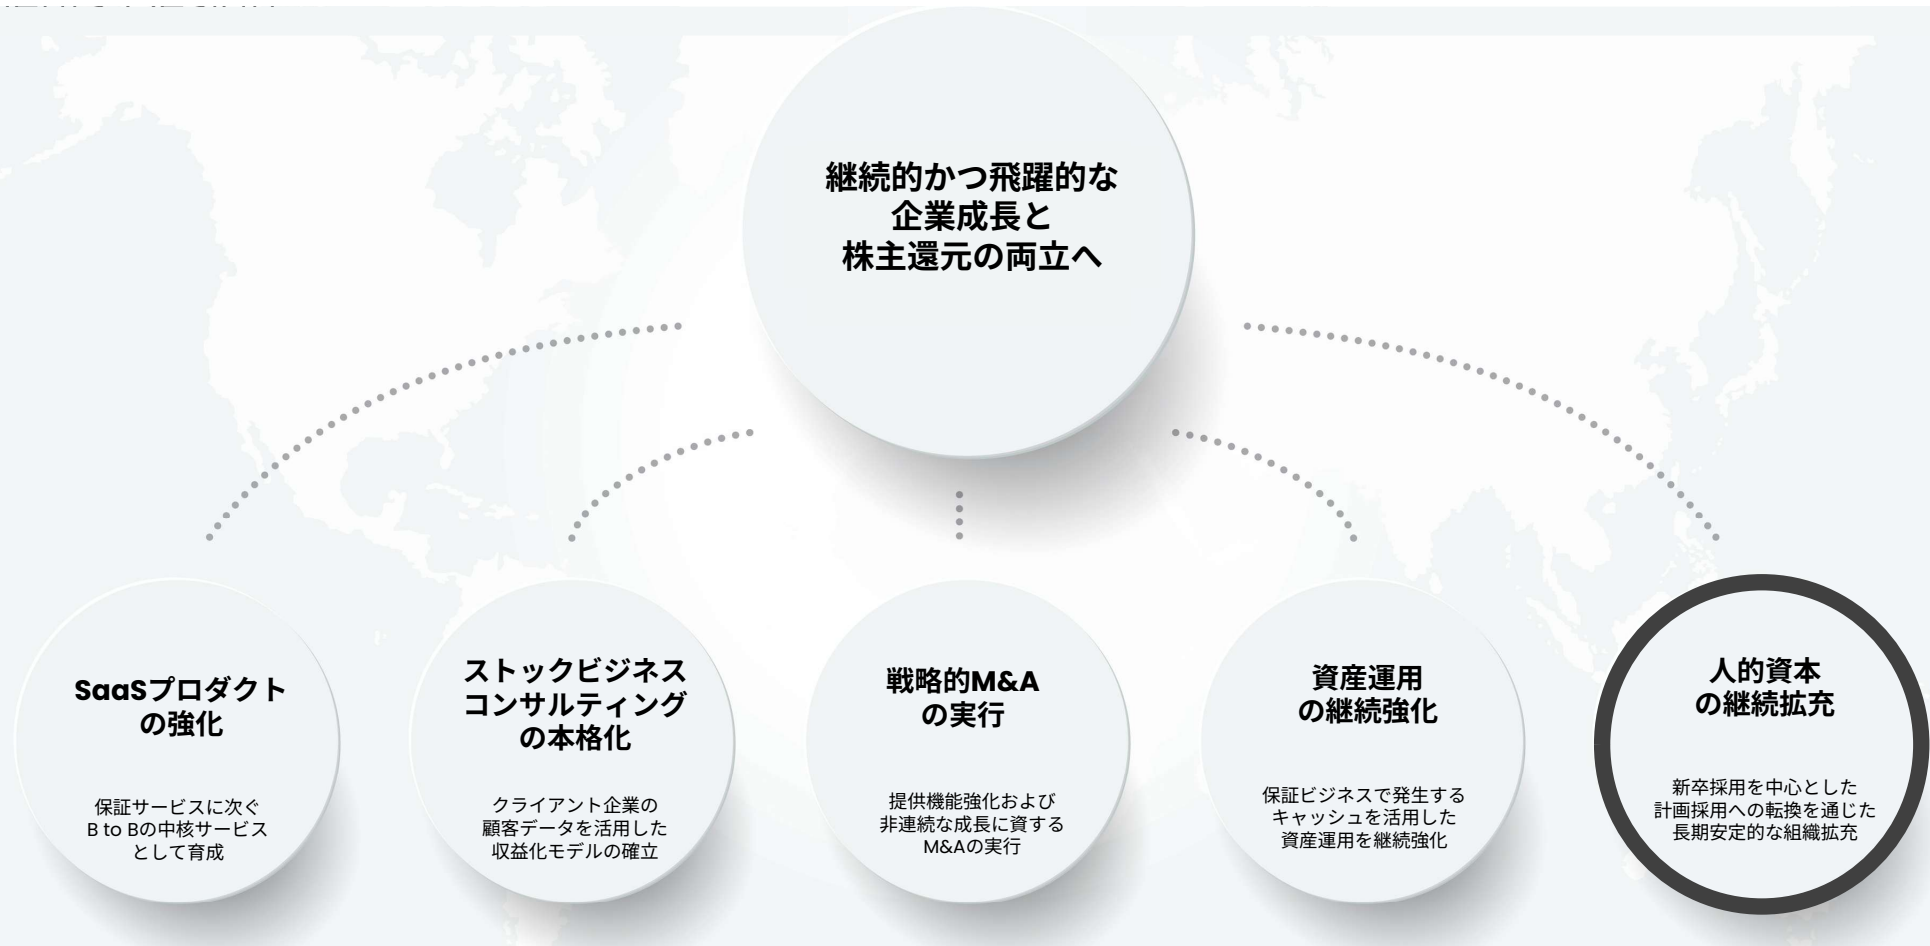 継続的かつ飛躍的な
企業成長と
株主還元の両立へ
SaaSプロダクト
の強化
保証サービスに次ぐ
B to Bの中核サービス
として育成
ストックビジネス
コンサルティング
の本格化
クライアント企業の
顧客データを活用した
収益化モデルの確立
戦略的M&A
の実行
提供機能強化および
非連続な成長に資する
M&Aの実行
資産運用
の継続強化
保証ビジネスで発生する
キャッシュを活用した
資産運用を継続強化
人的資本
の継続拡充
新卒採用を中心とした
計画採用への転換を通じた
長期安定的な組織拡充